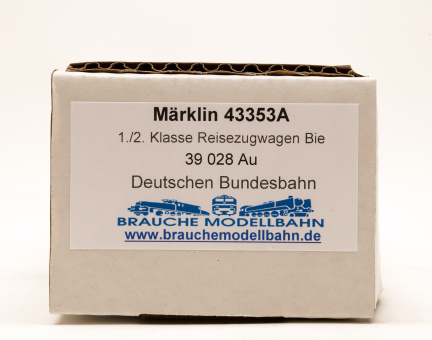 Märklin 43353A
1./2. Klasse Reisezugwagen Bie
39 028 Au
Deutschen Bundesbahn
BRAUCHE MODELLBAHN
www.brauchemodellbahn.de